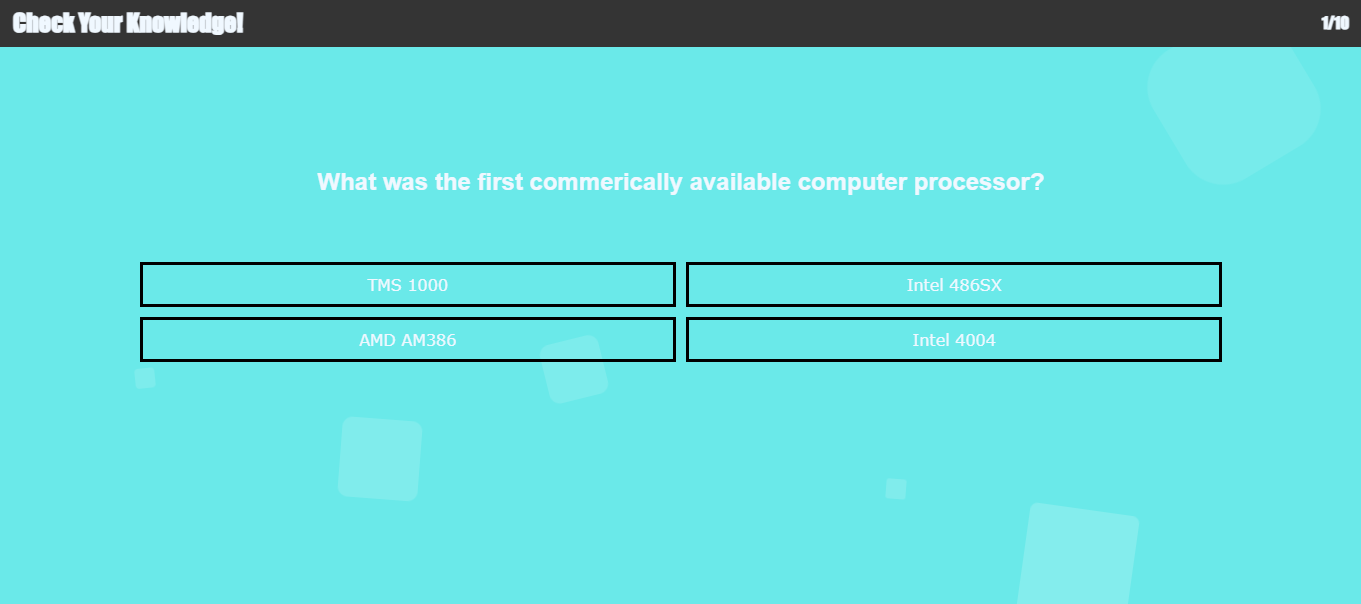 Check Your Knowledge!
1/10
What was the first commerically available computer processor?
TMS 1000
Intel 486SX
AMD AM386
Intel 4004